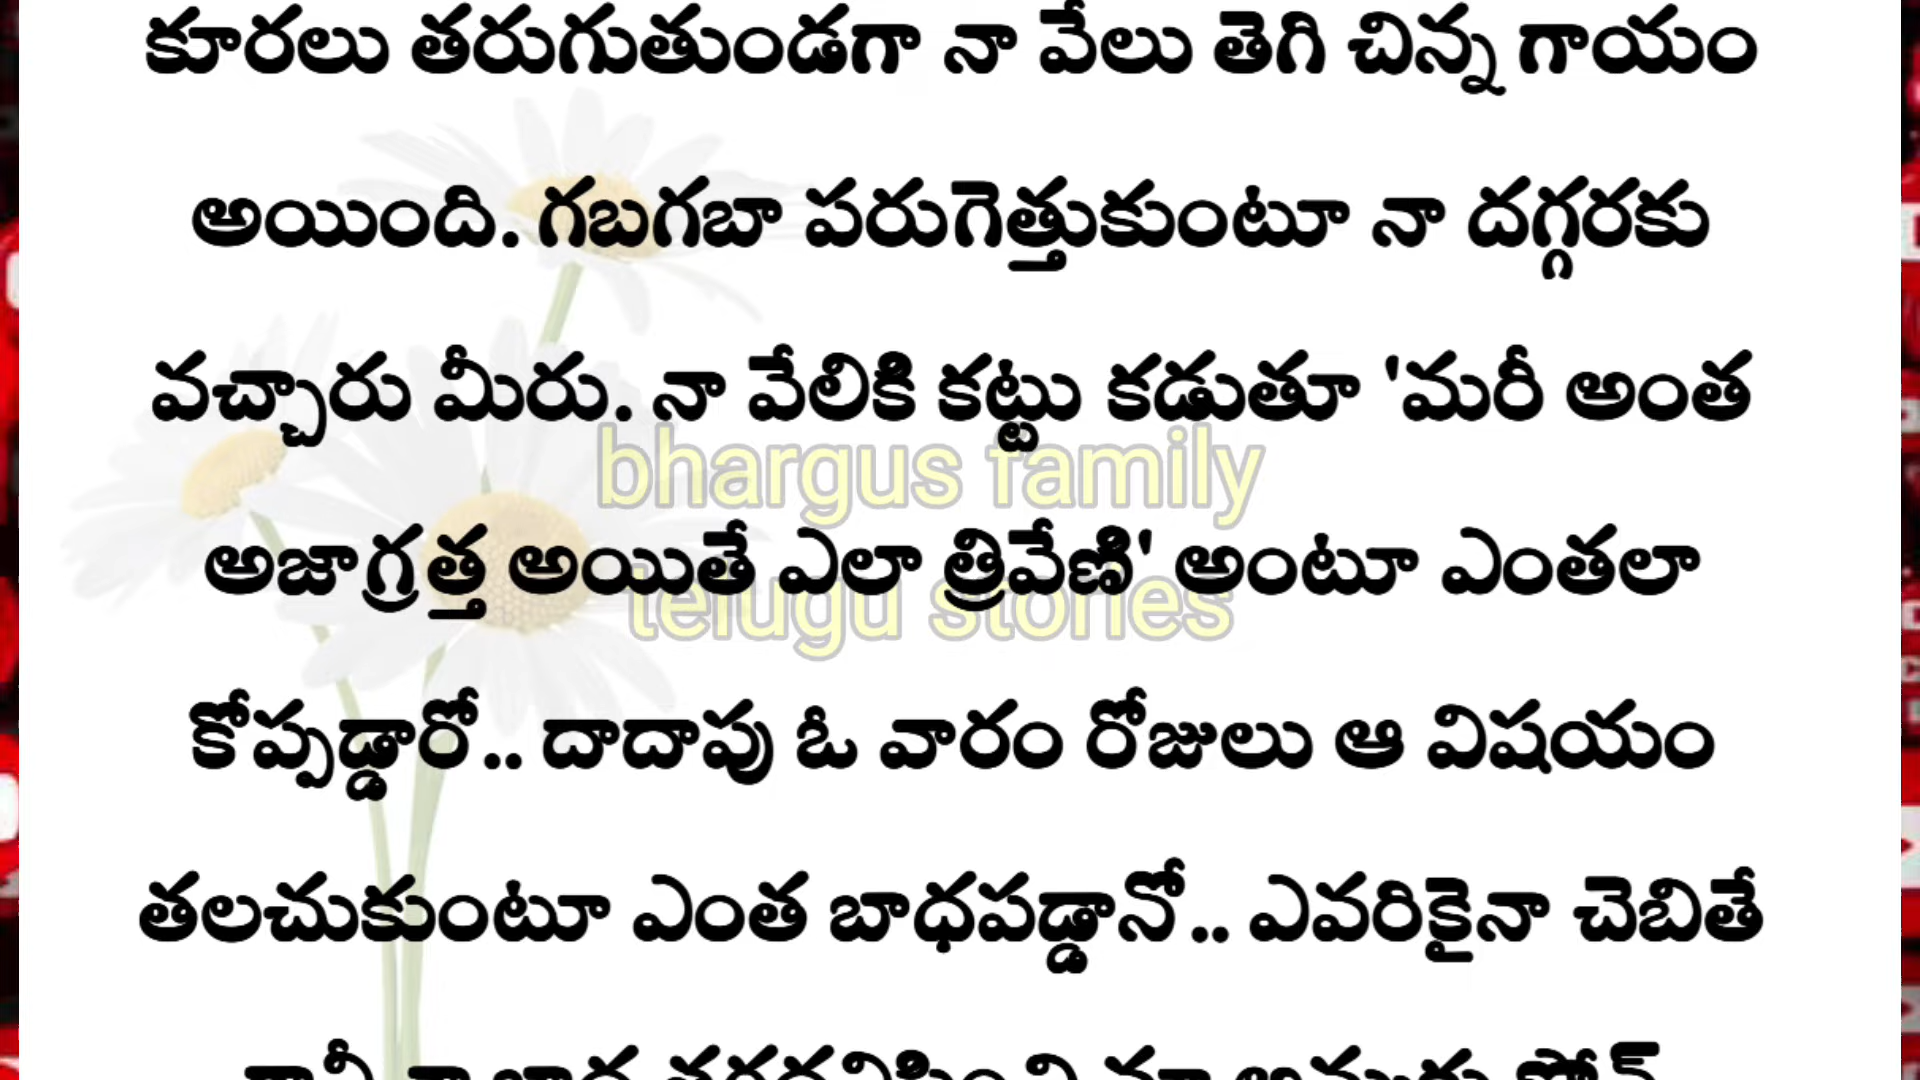 కూరలు తరుగుతుండగా నా వేలు తెగి చిన్న గాయం
అయింది. గబగబా పరుగెత్తుకుంటూ నా దగ్గరకు
వచ్చారు మీరు. నా వేలికి కట్టు కడుతూ 'మరీ అంత
bhargus family
అజాగ్రత్త అయితే ఎలా త్రివేణి' అంటూ ఎంతలా
telugu stories
కోప్పడ్డారో.. దాదాపు ఓ వారం రోజులు ఆ విషయం
తలచుకుంటూ ఎంత బాధపడ్డానో.. ఎవరికైనా చెబితే